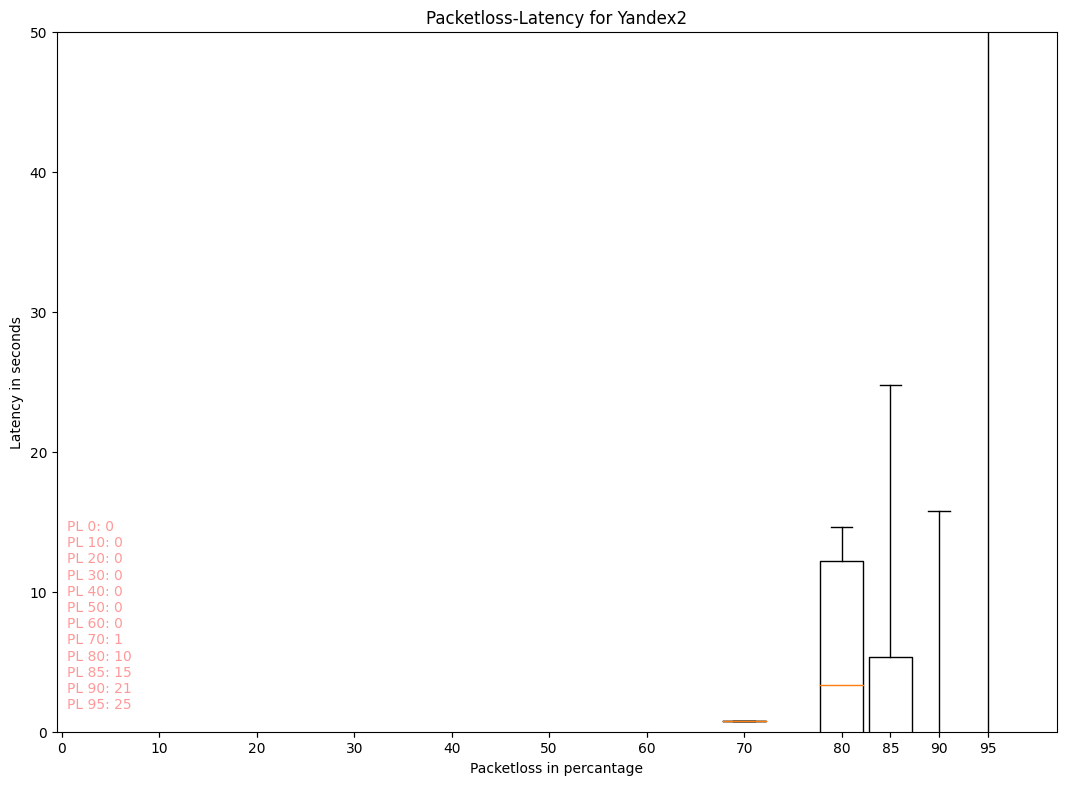 Packetloss-Latency for Yandex2
50
40
30
20
10
0
Latency in seconds
PL 0: 0
PL 10: 0
PL 20: 0
PL 30: 0
PL 40: 0
PL 50: 0
PL 60: 0
PL 70: 1
PL 80: 10
PL 85: 15
PL 90: 21
PL 95: 25
0 10 20 30 40 50 60 70 80 85 90 95
Packetloss in percantage